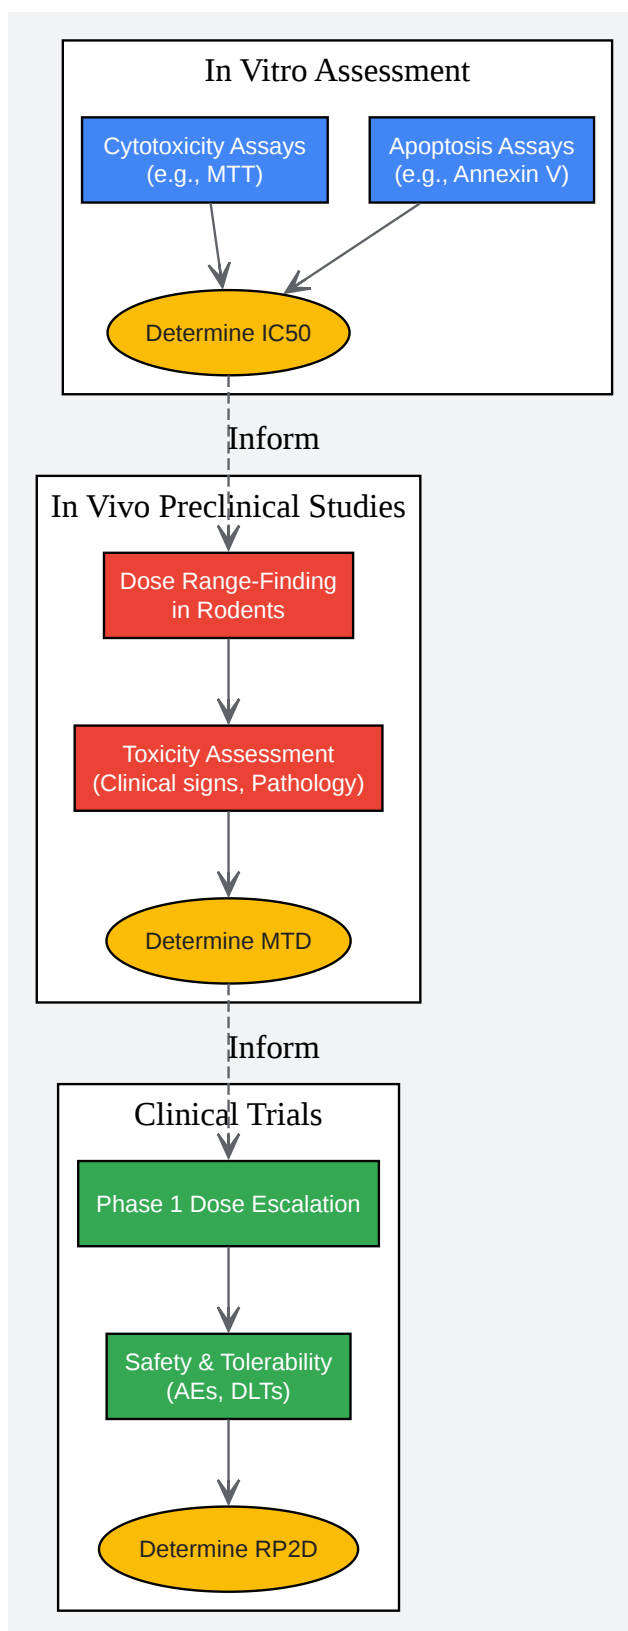 In Vitro Assessment
Cytotoxicity Assays
(e.g., MTT)
Apoptosis Assays
(e.g., Annexin V)
Determine IC50
Inform
In Vivo Preclinical Studies
Dose Range-Finding
in Rodents
Toxicity Assessment
(Clinical signs, Pathology)
Determine MTD
Inform
Clinical Trials
Phase 1 Dose Escalation
Safety & Tolerability
(AEs, DLTs)
Determine RP2D